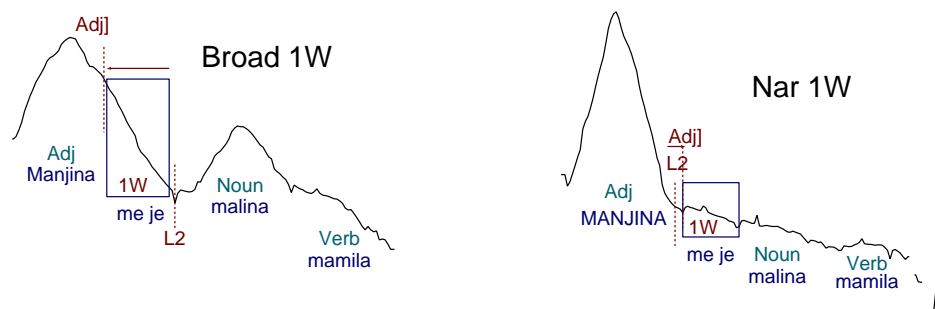 Adj]
Broad 1W
Adj
Manjina
1W
me je
L2
Noun
malina
Verb
mamila
Nar 1W
Adj]
L2
Adj
MANJINA
1W
me je
Noun
malina
Verb
mamila